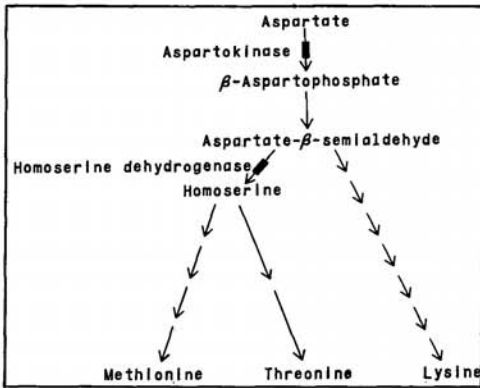 Aspartate
Aspartokinase
β-Aspartophosphate
Aspartate-β-semialdehyde
Homoserine dehydrogenase
Homoserine
Methionine Threonine Lysine